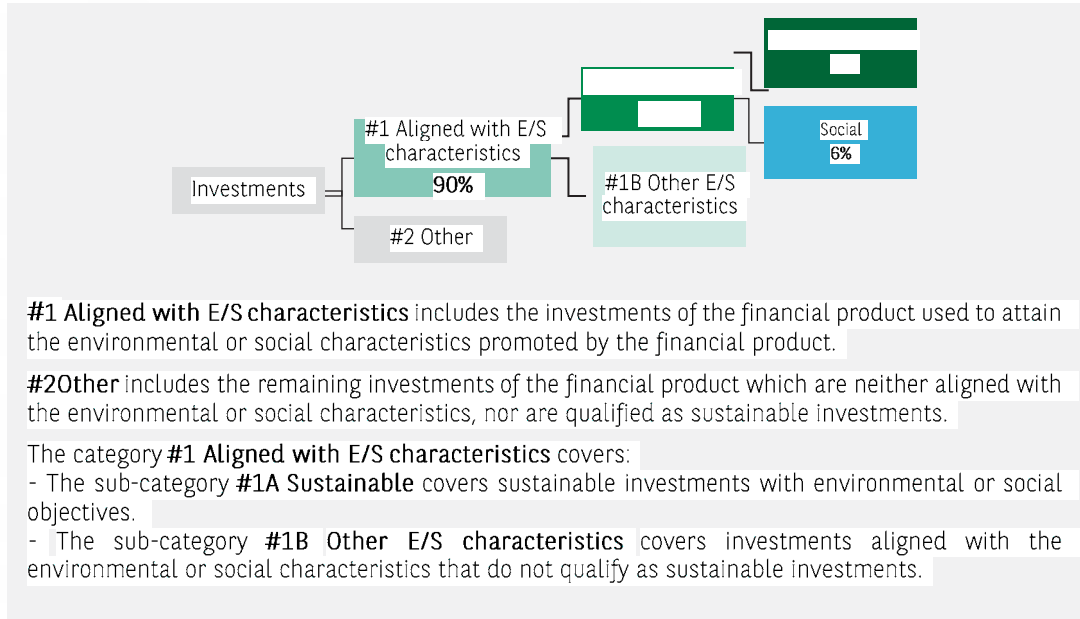 #1 Aligned with E/S
characteristics
90%
Investments
#2 Other
#1B Other E/S
characteristics
Social
6%
#1 Aligned with E/S characteristics includes the investments of the financial product used to attain
the environmental or social characteristics promoted by the financial product.
#2Other includes the remaining investments of the financial product which are neither aligned with
the environmental or social characteristics, nor are qualified as sustainable investments.
The category #1 Aligned with E/S characteristics covers:
- The sub-category #1A Sustainable covers sustainable investments with environmental or social
objectives.
- The sub-category #1B Other E/S characteristics covers investments aligned with the
environmental or social characteristics that do not qualify as sustainable investments.